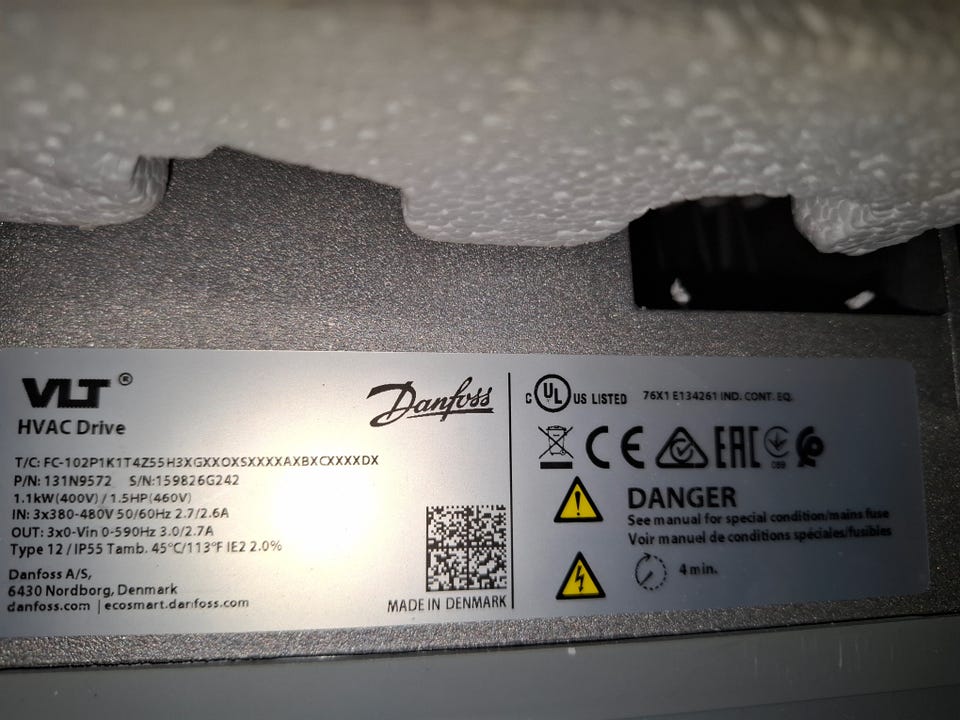 VLT®
HVAC Drive
Danfoss
T/C: FC-102P1K1T4Z55H3XGXXOXSXXXXAXBXCXXXXDX
P/N: 131N9572 S/N:159826G242
1.1kW(400V) / 1.5HP(460V)
IN: 3x380-480V 50/60Hz 2.7/2.6A
OUT: 3x0-Vin 0-590Hz 3.0/2.7A
Type 12 / IP55 Tamb. 45°C/113°F IE2 2.0%
Danfoss A/S,
6430 Nordborg, Denmark
danfoss.com | ecosmart.danfoss.com
MADE IN DENMARK
C UL US LISTED 76X1 E134261 IND. CONT. EQ.
CE EAC
089
DANGER
See manual for special condition/mains fuse
Voir manuel de conditions spéciales/fusibles
4 min.